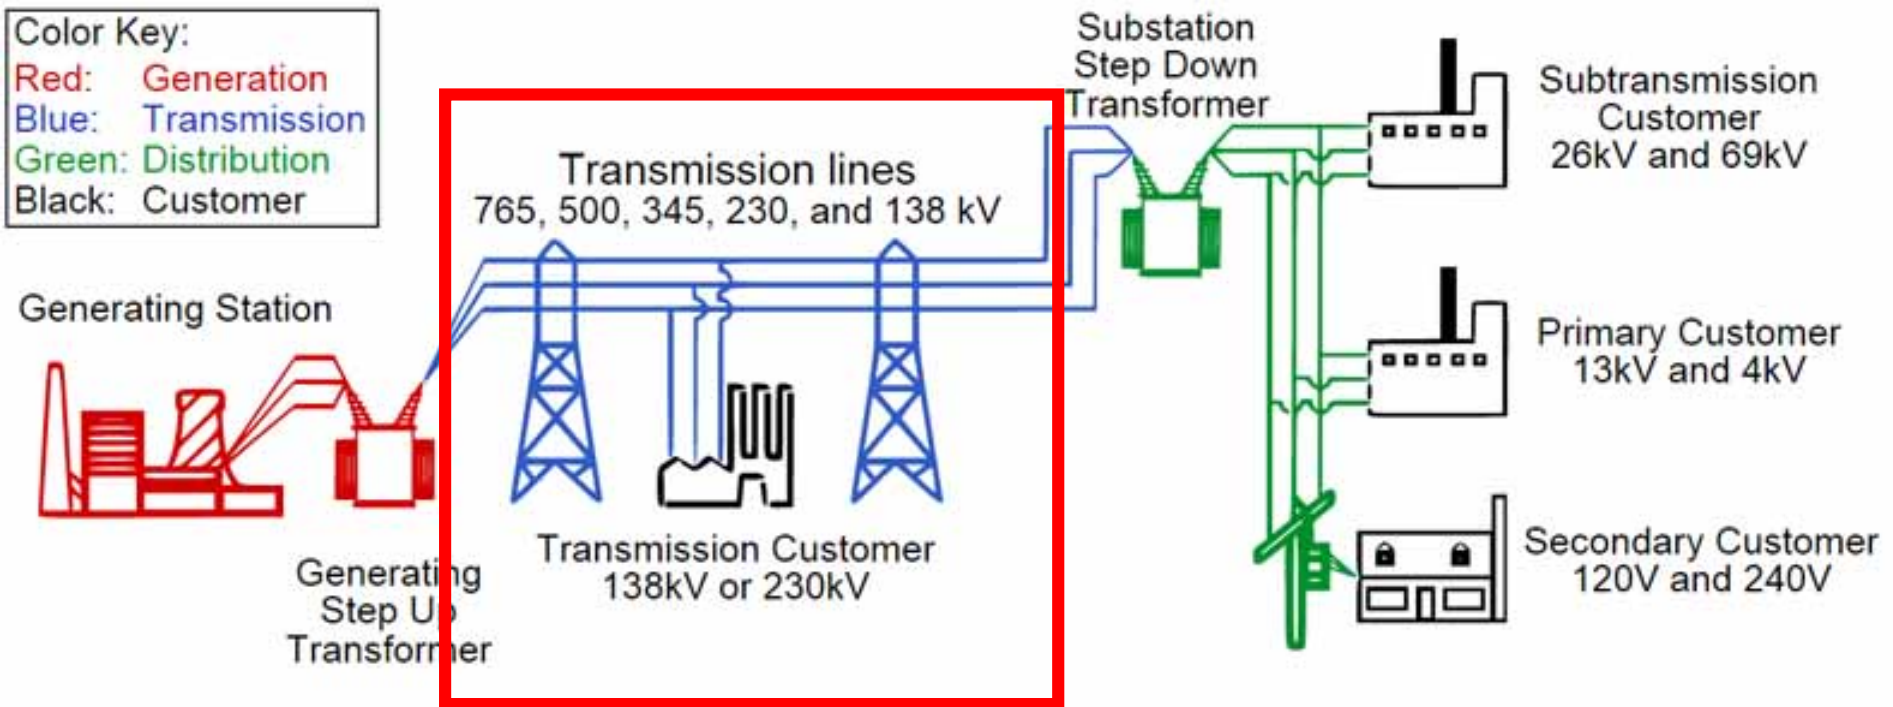 Color Key:
Red: Generation
Blue: Transmission
Green: Distribution
Black: Customer
Generating Station
Generating
Step Up
Transformer
Transmission lines
765, 500, 345, 230, and 138 kV
Transmission Customer
138kV or 230kV
Substation
Step Down
Transformer
Subtransmission
Customer
26kV and 69kV
Primary Customer
13kV and 4kV
Secondary Customer
120V and 240V